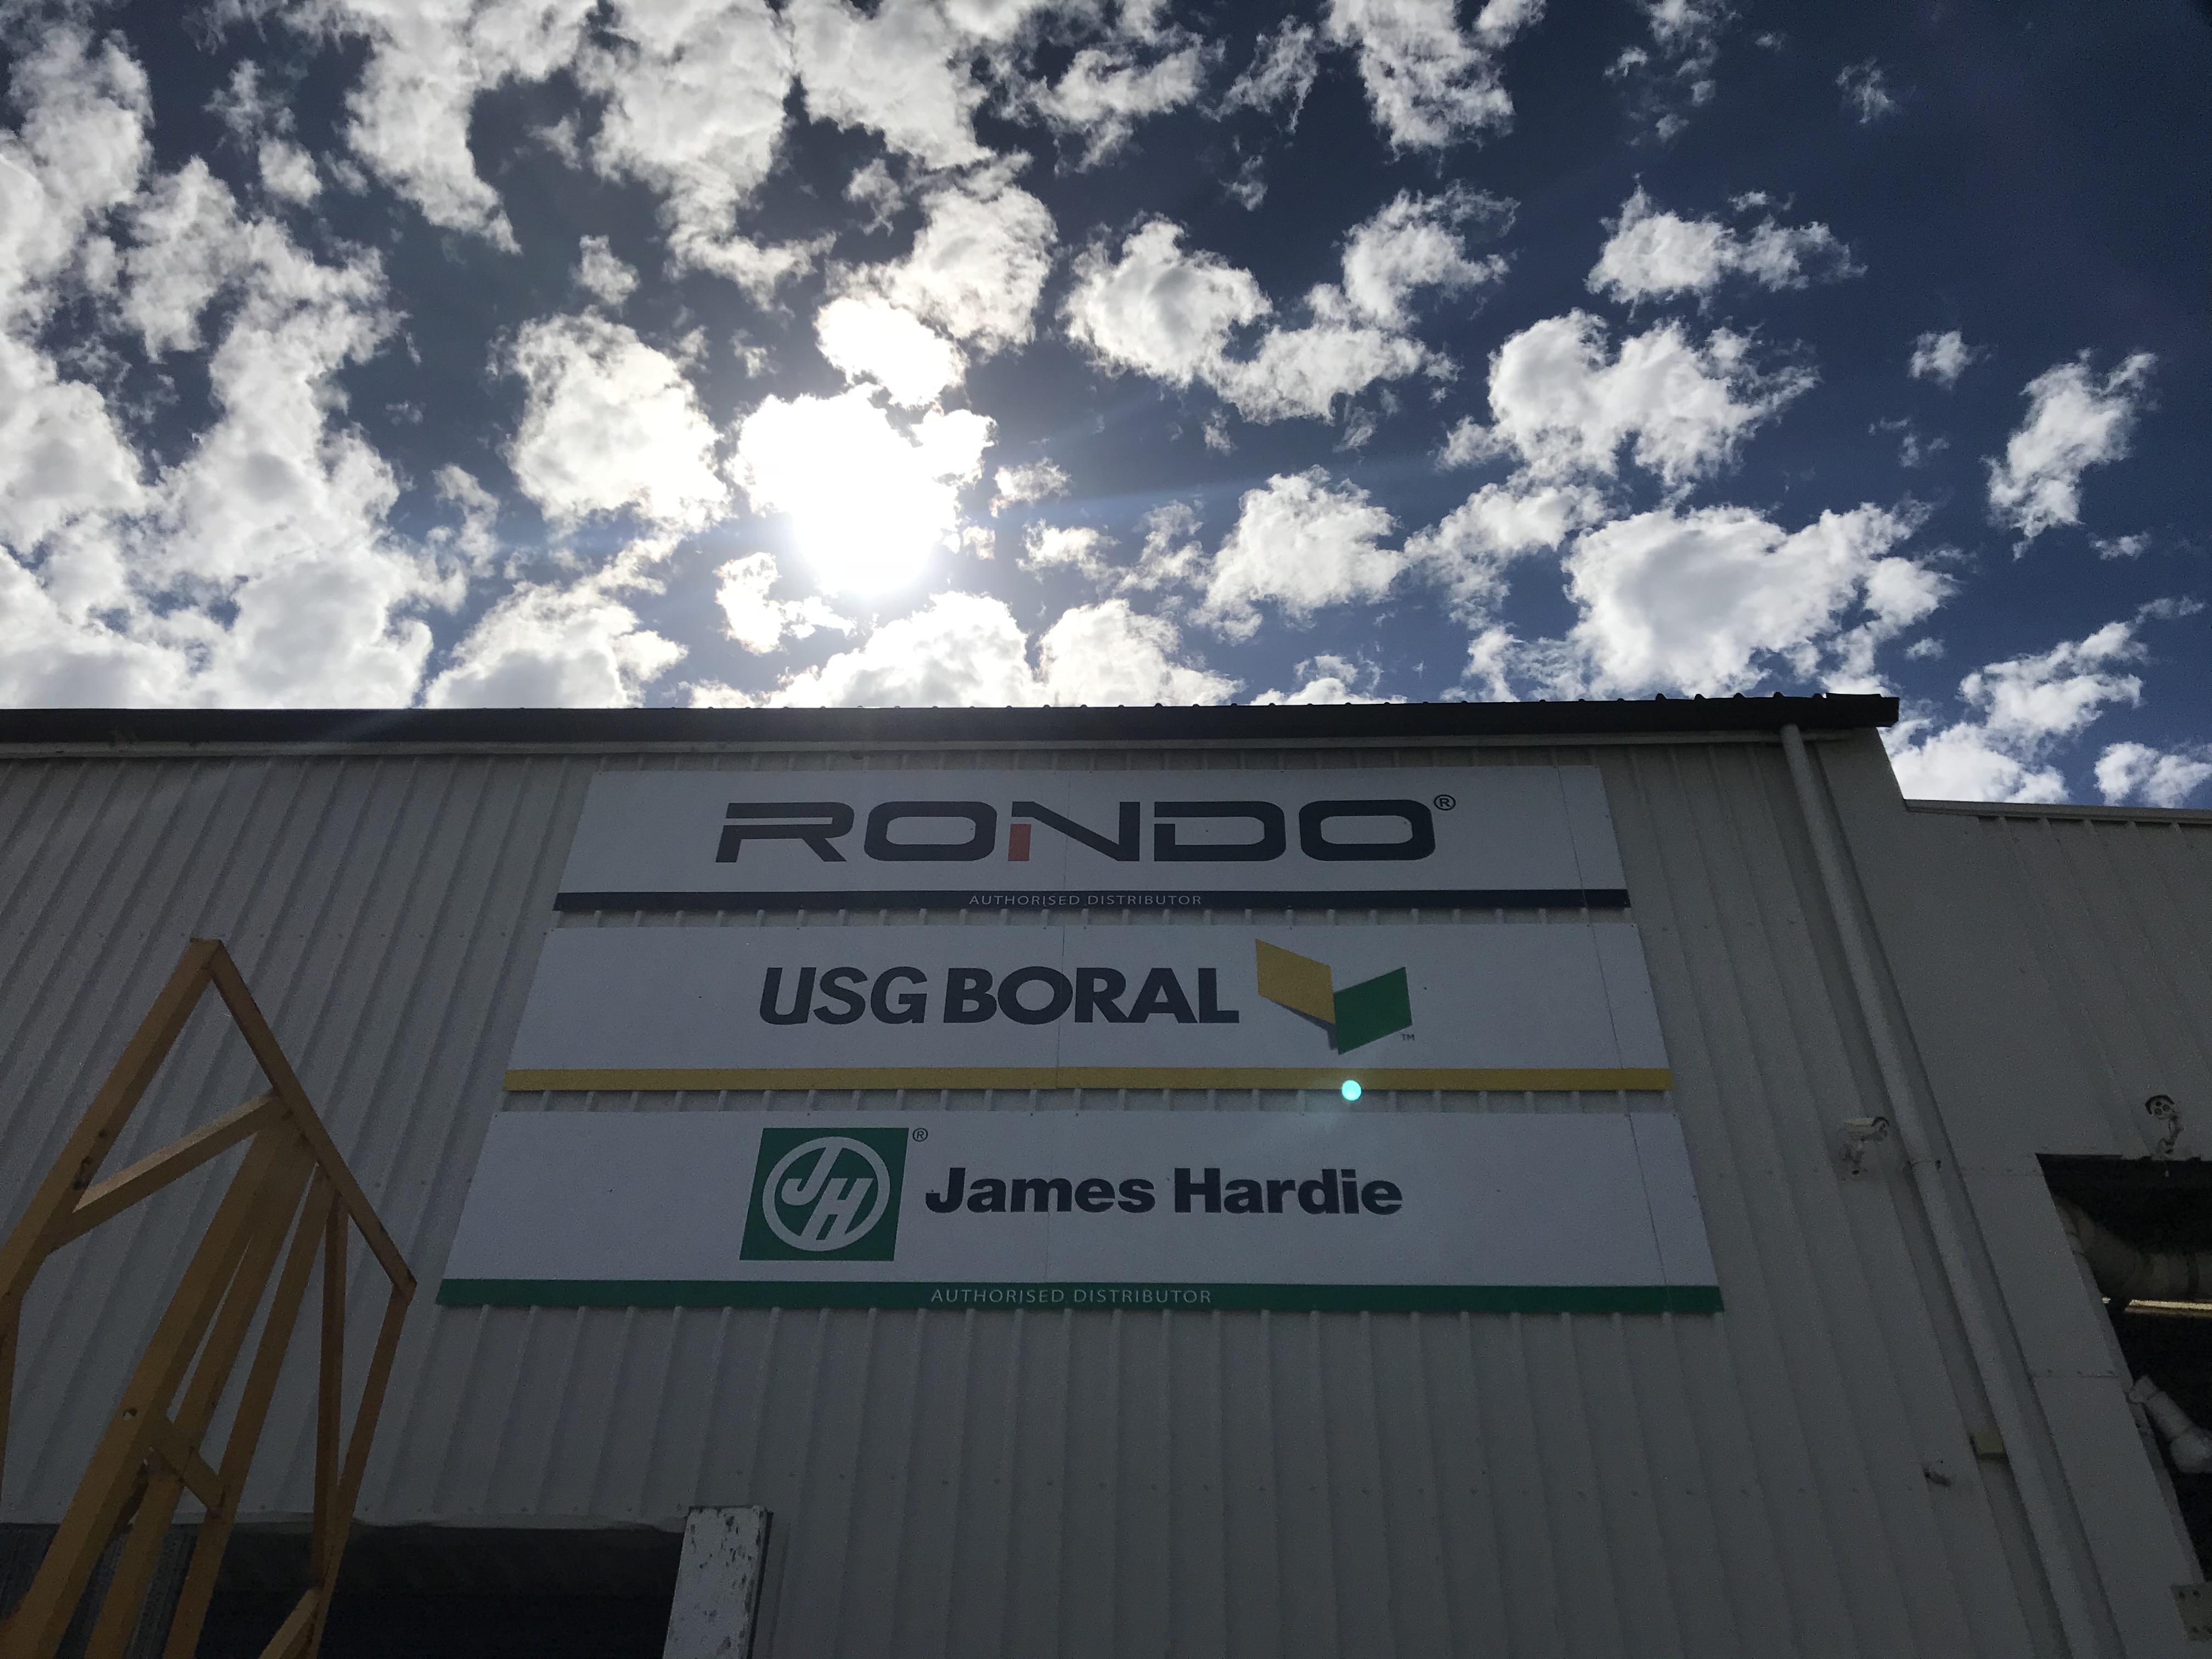 RONDO®
AUTHORISED DISTRIBUTOR
USG BORAL
TM
JH®
James Hardie
AUTHORISED DISTRIBUTOR